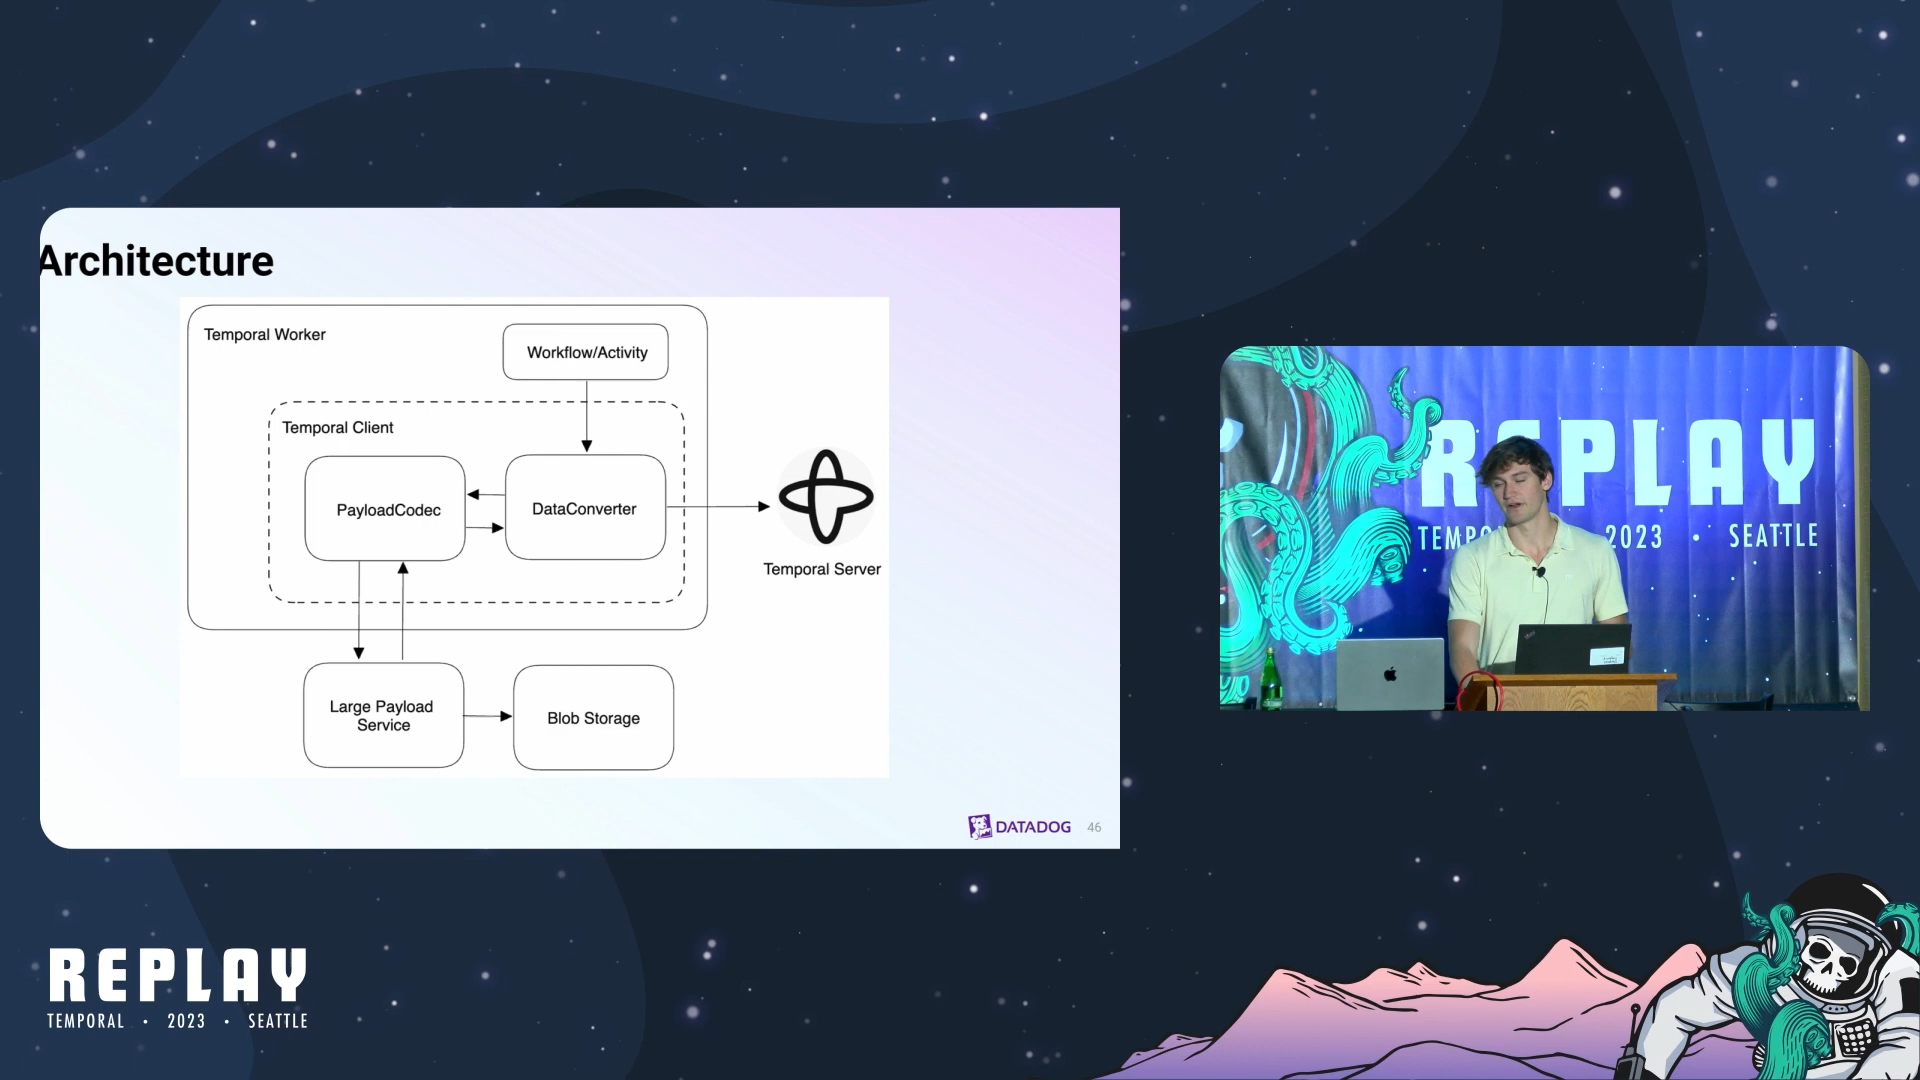 Architecture
Temporal Worker
Workflow/Activity
Temporal Client
PayloadCodec
DataConverter
Temporal Server
Large Payload
Service
Blob Storage
DATADOG 46
REPLAY
2023 • SEATTLE
REPLAY
TEMPORAL • 2023 • SEATTLE